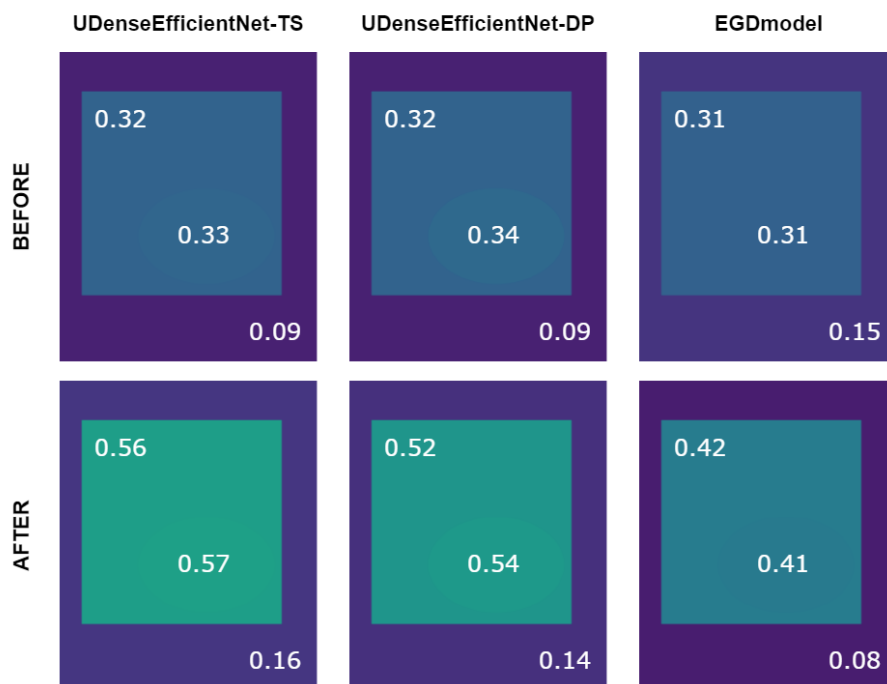 UDenseEfficientNet-TS UDenseEfficientNet-DP EGDmodel
BEFORE
0.32 0.32 0.31
0.33 0.34 0.31
0.09 0.09 0.15
AFTER
0.56 0.52 0.42
0.57 0.54 0.41
0.16 0.14 0.08